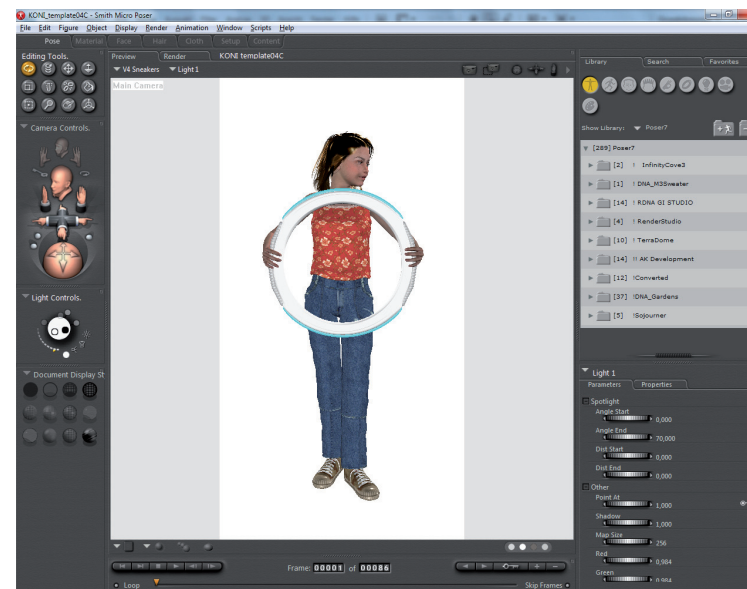 KONI_template04C - Smith Micro Poser
File Edit Figure Object Display Render Animation Window Scripts Help
Pose Material Face Hair Cloth Setup Content
Editing Tools.
Preview Render KONI template04C
V4 Sneakers Light 1
Main Camera
Camera Controls.
Light Controls.
Document Display St
Loop
Frame: 00001 of 00086
Skip Frames
Library Search Favorites
Show Library: Poser7
[289] Poser7
[2] ! InfinityCove3
[1] ! DNA_M3Sweater
[14] ! RDNA GI STUDIO
[4] ! RenderStudio
[10] ! TerraDome
[14] !! AK Development
[12] !Converted
[37] !DNA_Gardens
[5] !Sojourner
Light 1
Parameters Properties
Spotlight
Angle Start
0,000
Angle End
70,000
Dist Start
0,000
Dist End
0,000
Other
Point At
1,000
Shadow
1,000
Map Size
256
Red
0,984
Green
0,984